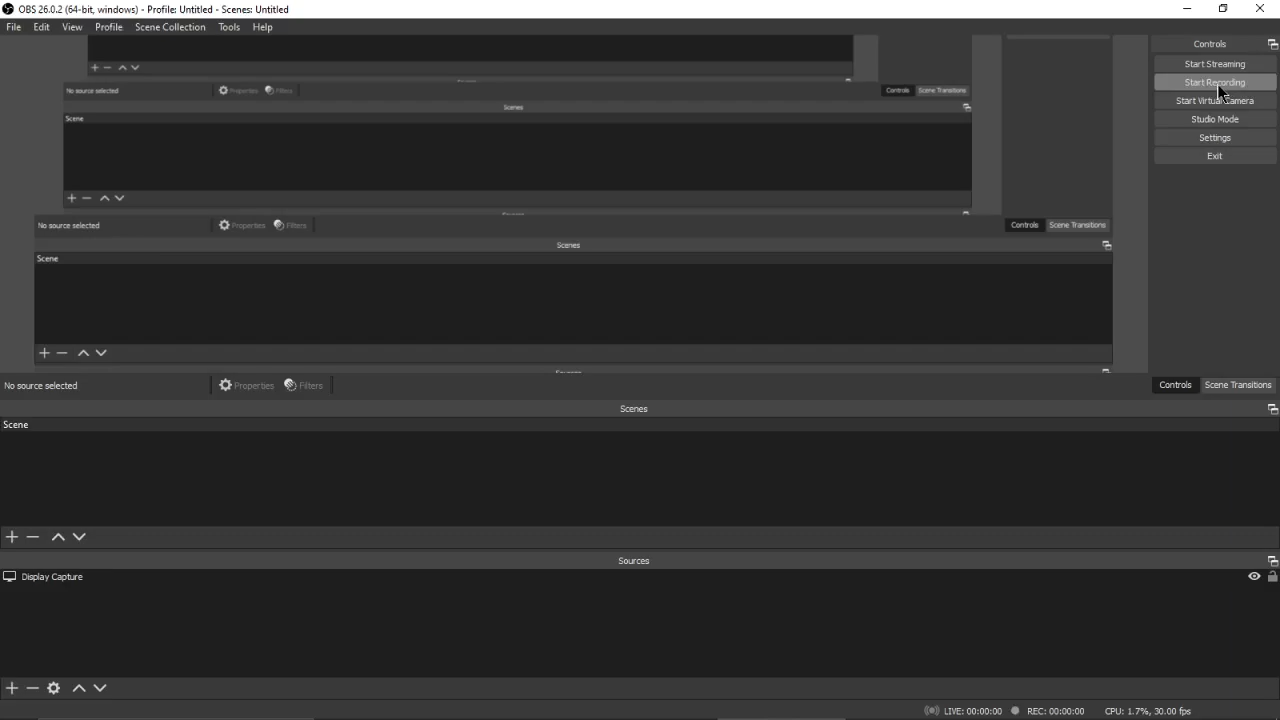 OBS 26.0.2 (64-bit, windows) - Profile: Untitled - Scenes: Untitled
File Edit View Profile Scene Collection Tools Help
Controls
Start Streaming
Start Recording
Start Virtual Camera
Studio Mode
Settings
Exit
No source selected Properties Filters Controls Scene Transitions
Scenes
Scene
No source selected Properties Filters Controls Scene Transitions
Scenes
Scene
No source selected Properties Filters Controls Scene Transitions
Scenes
Scene
Sources
Display Capture
LIVE: 00:00:00 REC: 00:00:00 CPU: 1.7%, 30.00 fps